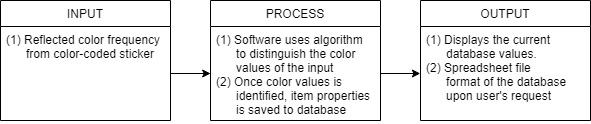 INPUT
(1) Reflected color frequency
from color-coded sticker
PROCESS
(1) Software uses algorithm
to distinguish the color
values of the input
(2) Once color values is
identified, item properties
is saved to database
OUTPUT
(1) Displays the current
database values.
(2) Spreadsheet file
format of the database
upon user's request